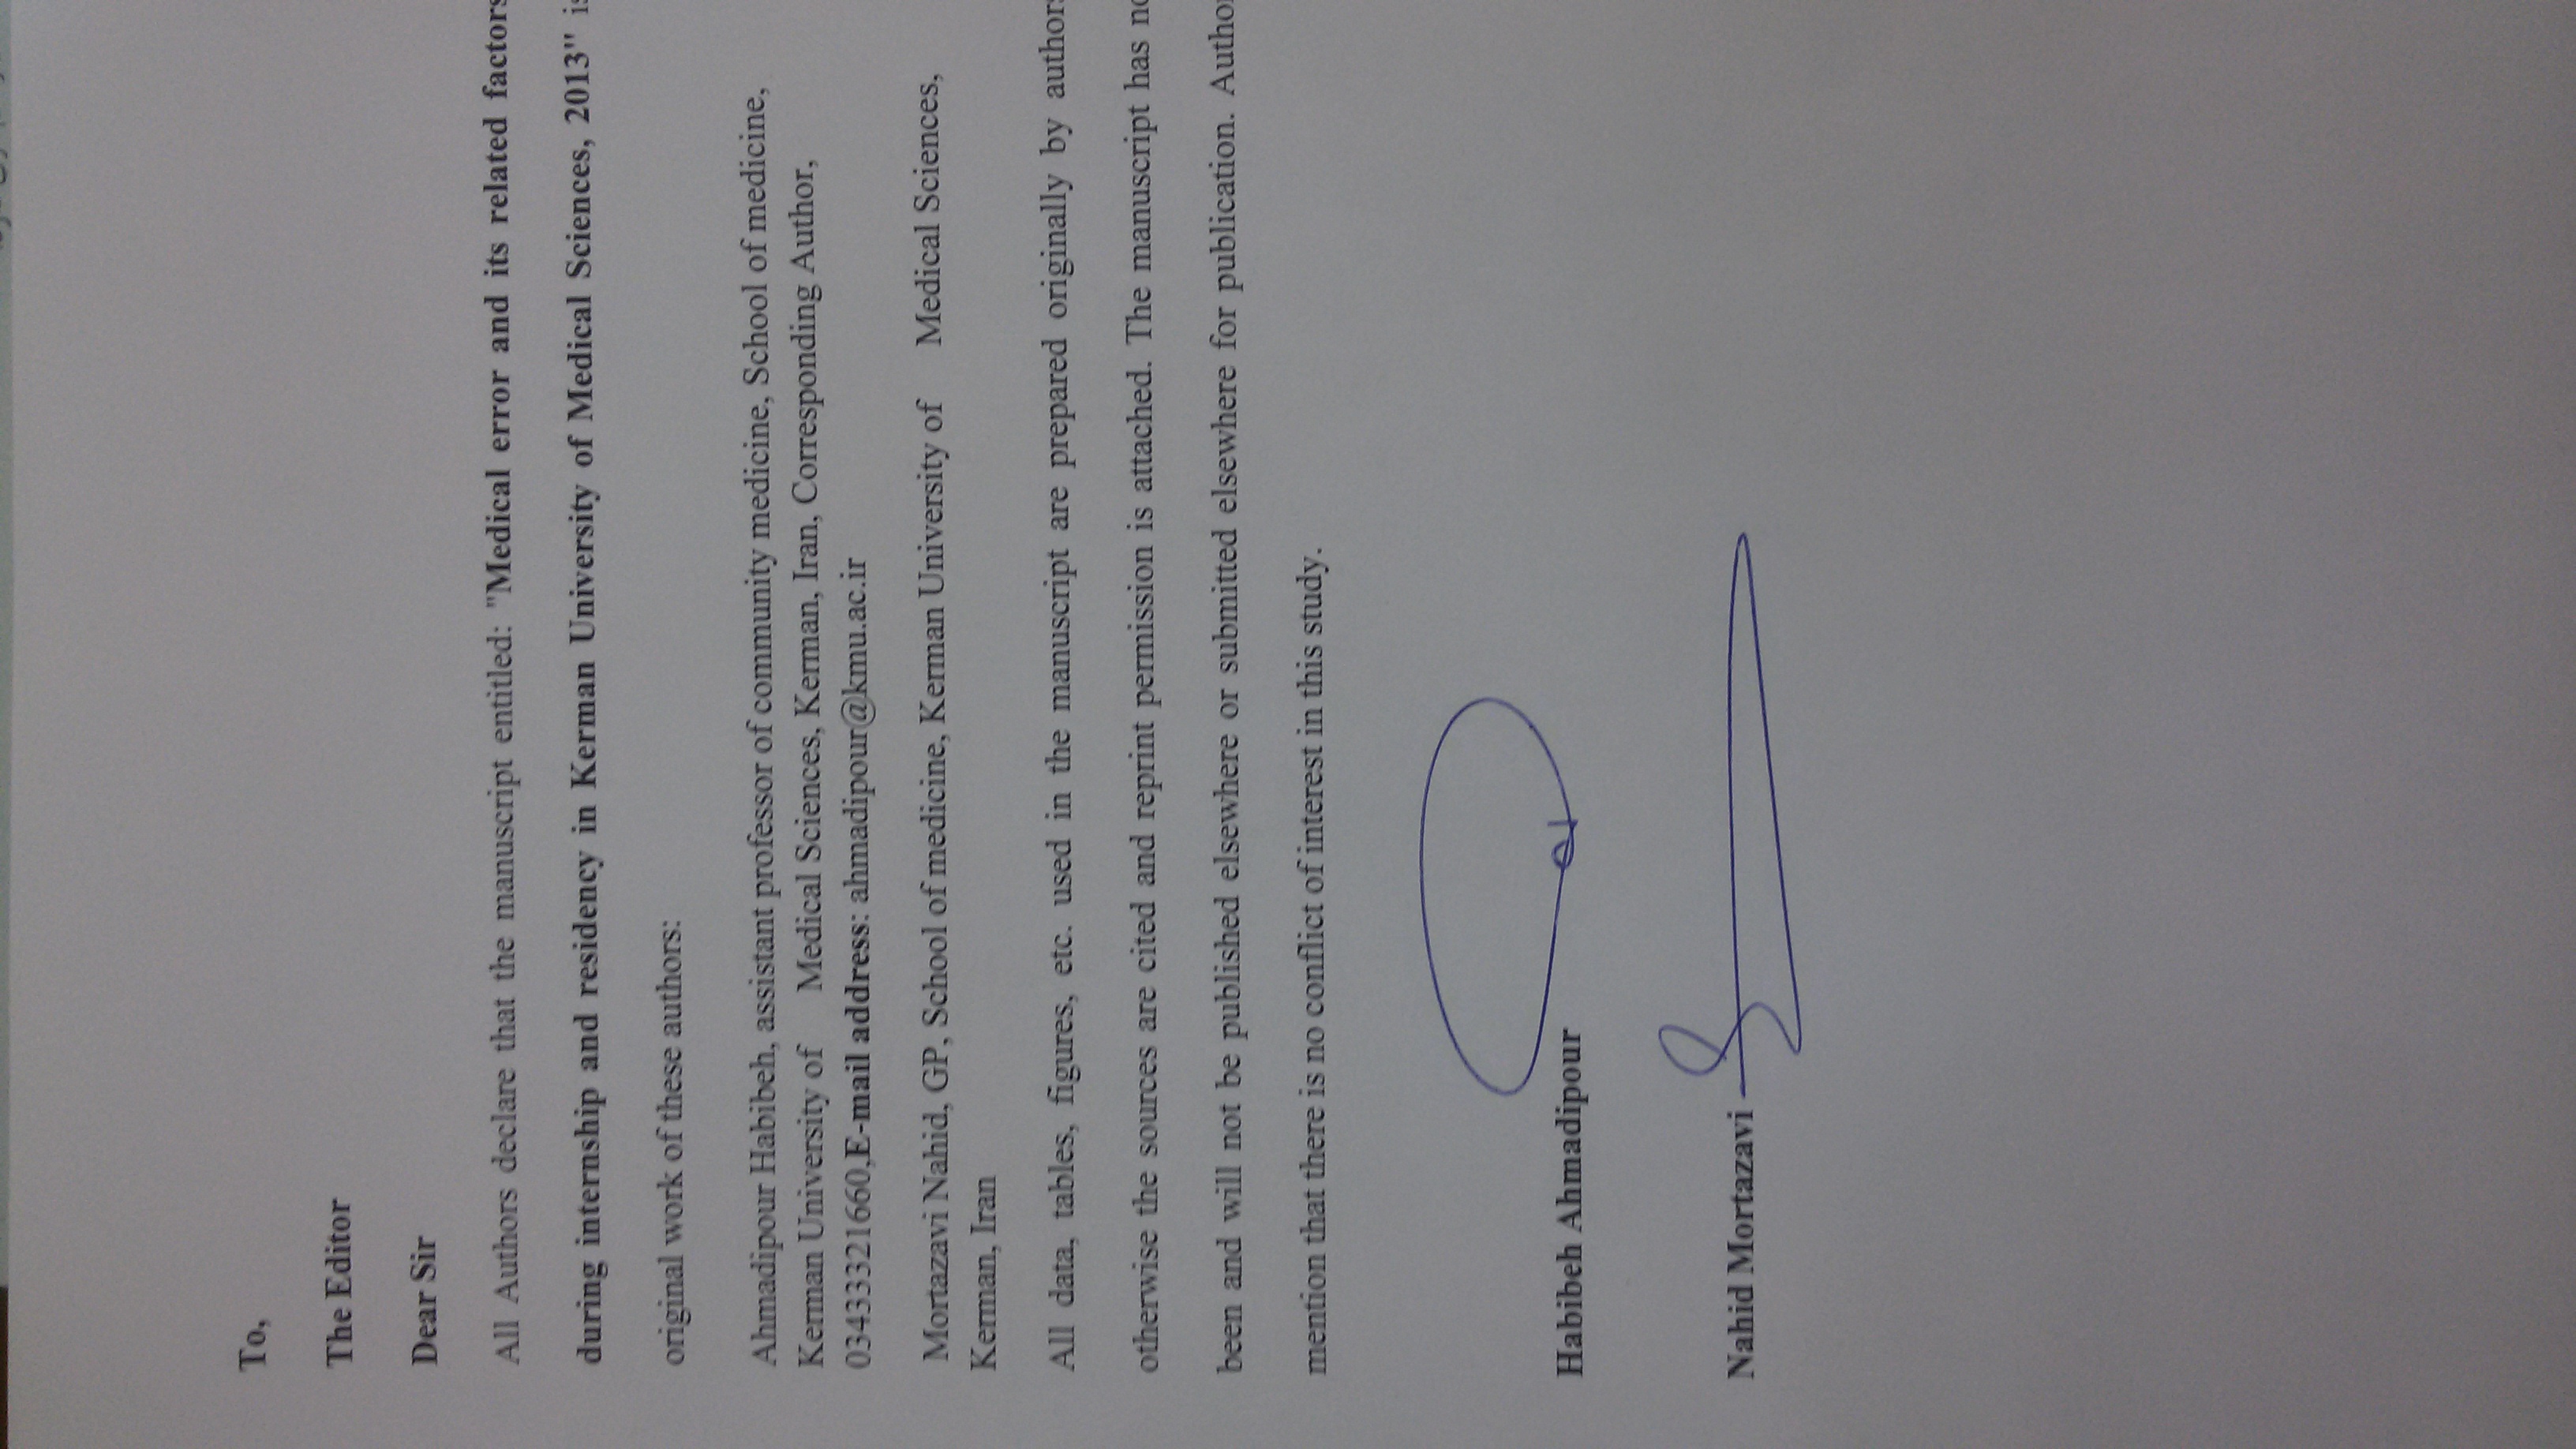 To,
The Editor
Dear Sir
All Authors declare that the manuscript entitled: "Medical error and its related factors
during internship and residency in Kerman University of Medical Sciences, 2013" is
original work of these authors:
Ahmadipour Habibeh, assistant professor of community medicine, School of medicine,
Kerman University of Medical Sciences, Kerman, Iran, Corresponding Author,
03433321660,E-mail address: ahmadipour@kmu.ac.ir
Mortazavi Nahid, GP, School of medicine, Kerman University of Medical Sciences,
Kerman, Iran
All data, tables, figures, etc. used in the manuscript are prepared originally by author
otherwise the sources are cited and reprint permission is attached. The manuscript has
been and will not be published elsewhere or submitted elsewhere for publication. Autho
mention that there is no conflict of interest in this study.
Habibeh Ahmadipour
Nahid Mortazavi